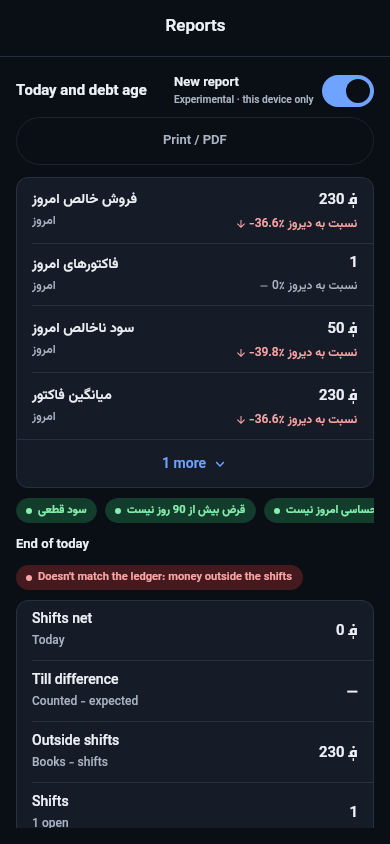 Reports
Today and debt age
New report
Experimental · this device only
Print / PDF
فروش خالص امروز
230 ؋
امروز
↓ -36.6٪ نسبت به دیروز
فاکتورهای امروز
1
امروز
— 0٪ نسبت به دیروز
سود ناخالص امروز
50 ؋
امروز
↓ -39.8٪ نسبت به دیروز
میانگین فاکتور
230 ؋
امروز
↓ -36.6٪ نسبت به دیروز
1 more
سود قطعی
قرض بیش از 90 روز نیست
حساسی امروز نیست
End of today
Doesn't match the ledger: money outside the shifts
Shifts net
0 ؋
Today
Till difference
—
Counted - expected
Outside shifts
230 ؋
Books - shifts
Shifts
1
1 open